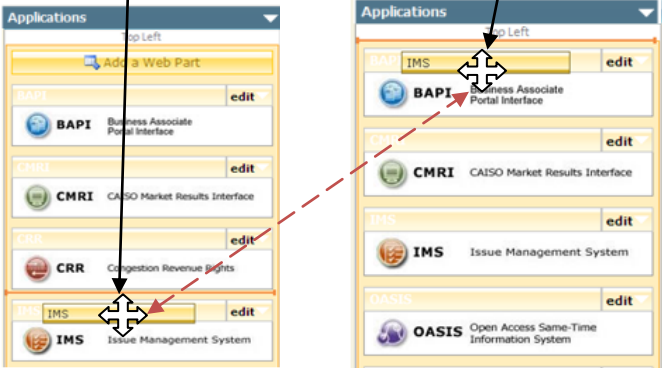 Applications
Top Left
Add a Web Part
BAPI edit
BAPI Business Associate
Portal Interface
CMRI edit
CMRI CAISO Market Results Interface
CRR edit
CRR Congestion Revenue Rights
IMS IMS edit
IMS Issue Management System
Applications
Top Left
BAPI IMS edit
BAPI Business Associate
Portal Interface
CMRI edit
CMRI CAISO Market Results Interface
IMS edit
IMS Issue Management System
OASIS edit
OASIS Open Access Same-Time
Information System